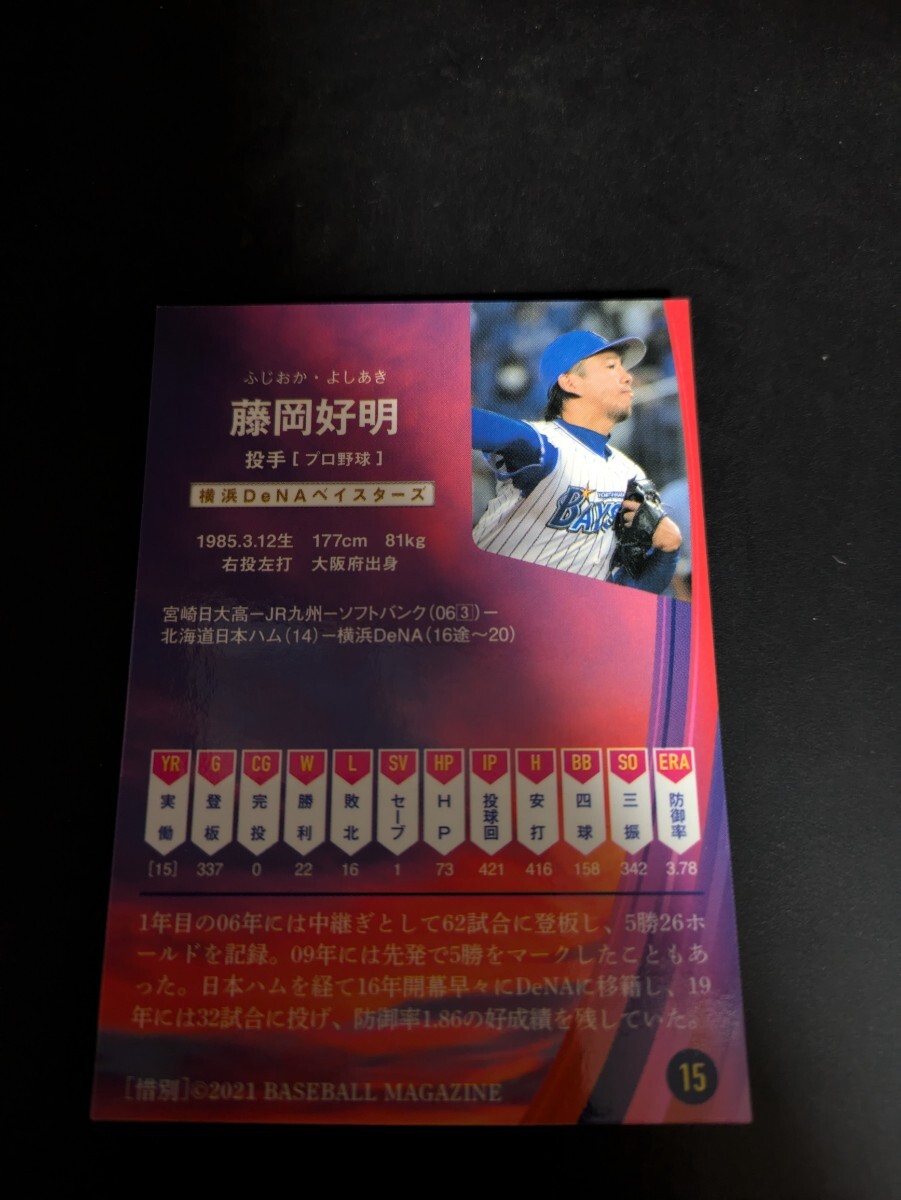 ふじおか・よしあき
藤岡好明
投手[プロ野球]
横浜DeNAベイスターズ
1985.3.12生 177cm 81kg
右投左打 大阪府出身
宮崎日大高ーJR九州ーソフトバンク(06③)ー
北海道日本ハム(14)ー横浜DeNA(16途〜20)
BAYS
YR G CG W L SV HP IP H BB SO ERA
実働 登板 完投 勝利 敗北 セーブ HP 投球回 安打 四球 三振 防御率
[15] 337 0 22 16 1 73 421 416 158 342 3.78
1年目の06年には中継ぎとして62試合に登板し、5勝26ホ
ールドを記録。09年には先発で5勝をマークしたこともあ
った。日本ハムを経て16年開幕早々にDeNAに移籍し、19
年には32試合に投げ、防御率1.86の好成績を残していた。
[惜別]©2021 BASEBALL MAGAZINE
15